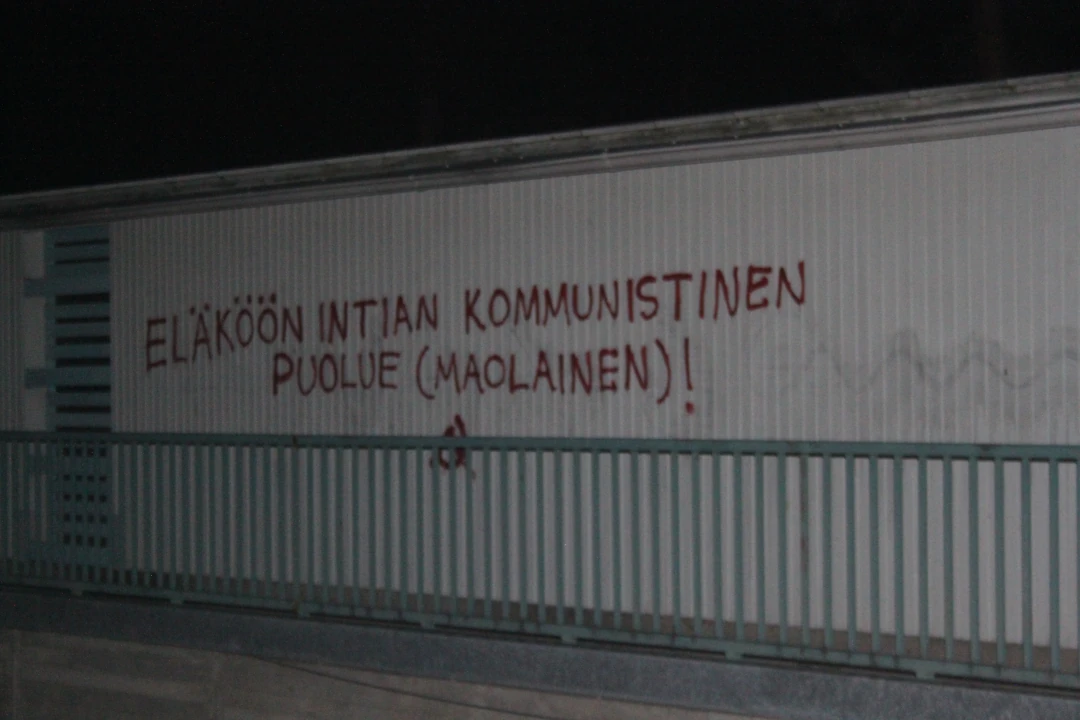 ELÄKÖÖN INTIAN KOMMUNISTINEN
PUOLUE (MAOLAINEN)!